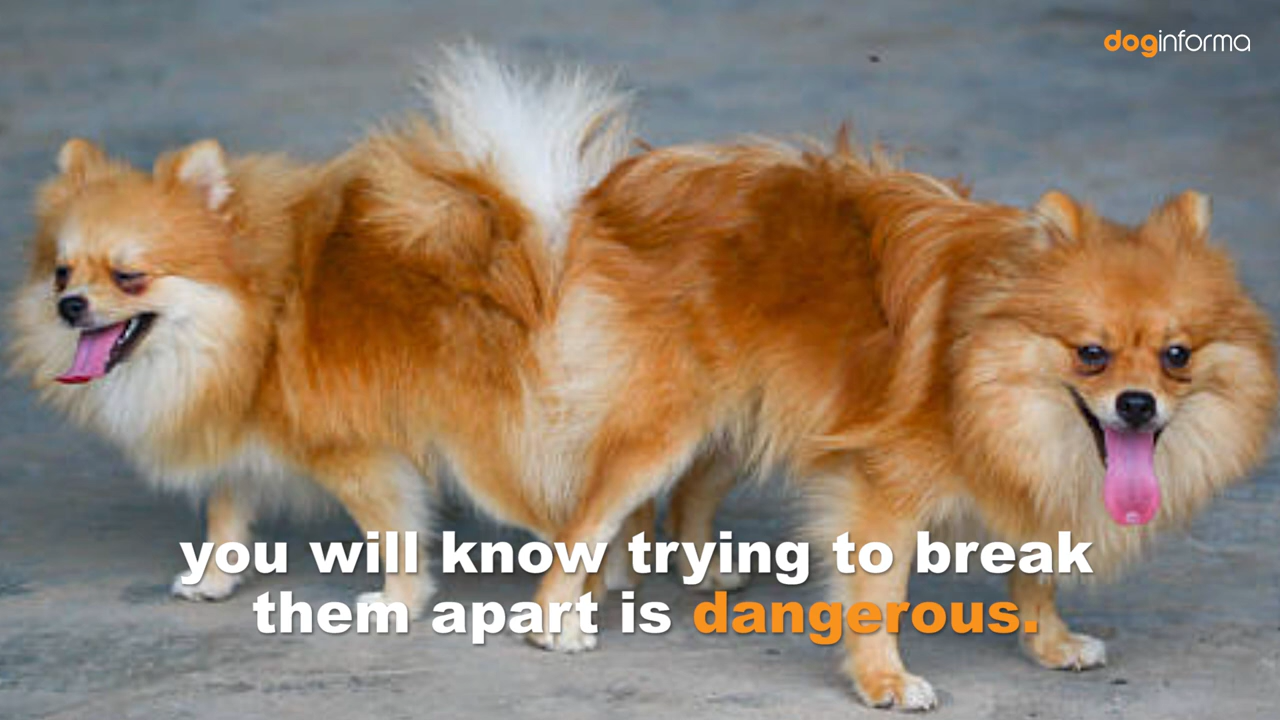 doginforma
you will know trying to break
them apart is dangerous.